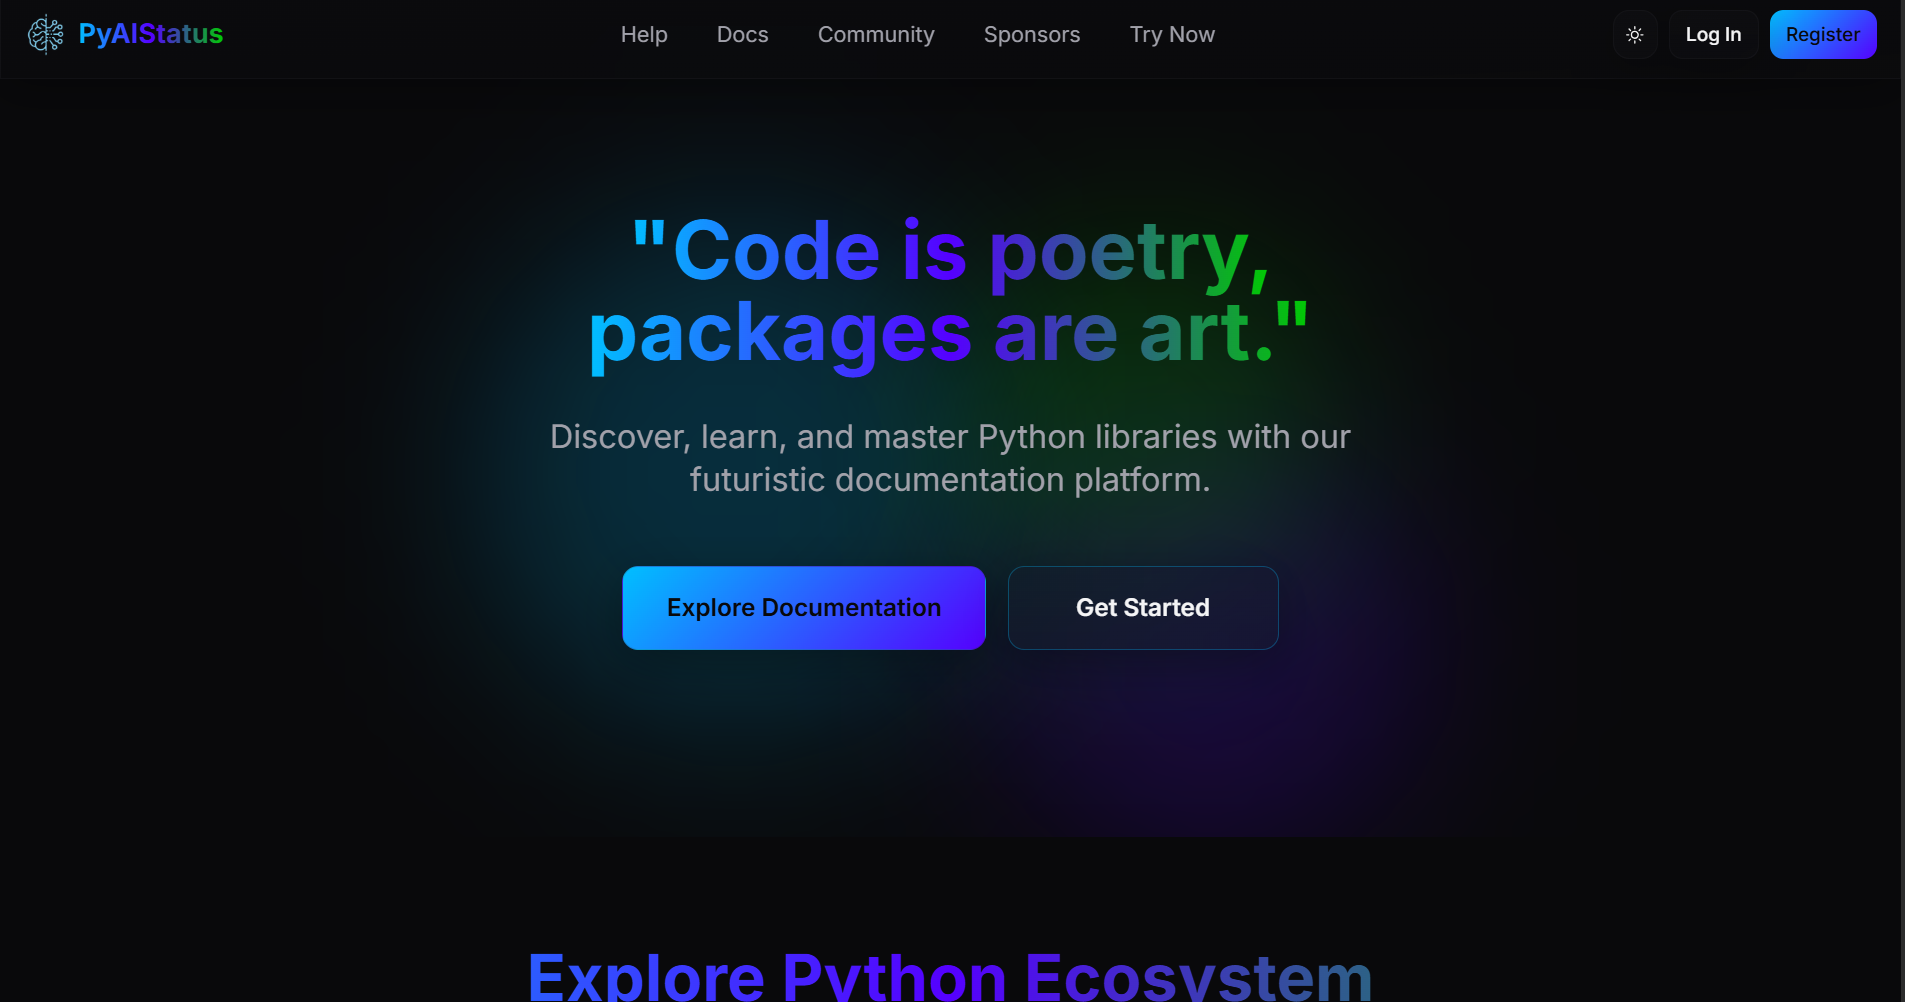 PyAIStatus
Help
Docs
Community
Sponsors
Try Now
Log In
Register
"Code is poetry,
packages are art."
Discover, learn, and master Python libraries with our
futuristic documentation platform.
Explore Documentation
Get Started
Explore Python Ecosystem